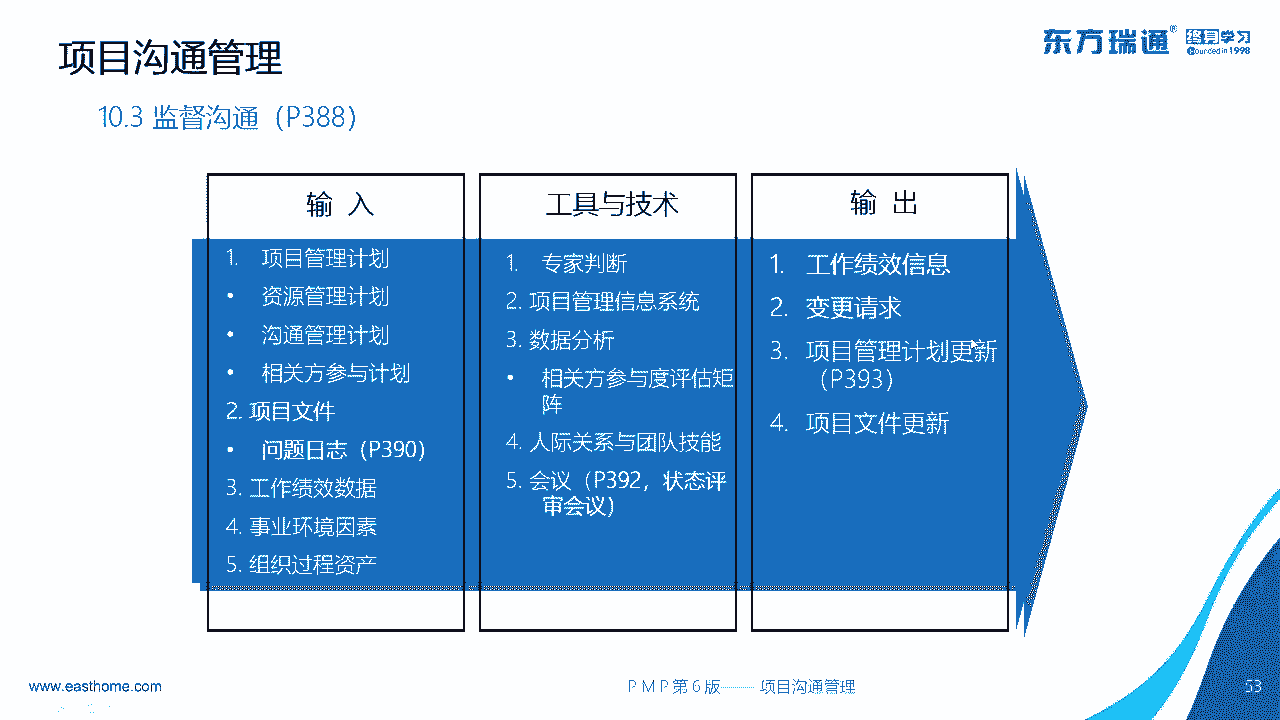 项目沟通管理
东方瑞通® 终身学习
Founded in 1998
10.3 监督沟通（P388）
输 入
1. 项目管理计划
• 资源管理计划
• 沟通管理计划
• 相关方参与计划
2. 项目文件
• 问题日志（P390）
3. 工作绩效数据
4. 事业环境因素
5. 组织过程资产
工具与技术
1. 专家判断
2. 项目管理信息系统
3. 数据分析
• 相关方参与度评估矩
阵
4. 人际关系与团队技能
5. 会议（P392，状态评
审会议）
输 出
1. 工作绩效信息
2. 变更请求
3. 项目管理计划更新
（P393）
4. 项目文件更新
www.easthome.com
PMP第6版——项目沟通管理
53